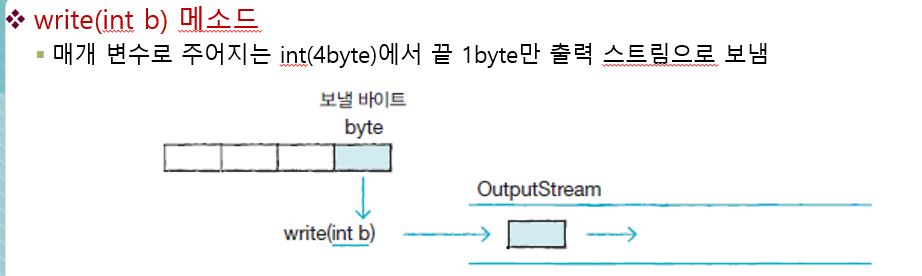 ❖ write(int b) 메소드
▪ 매개 변수로 주어지는 int(4byte)에서 끝 1byte만 출력 스트림으로 보냄
보낼 바이트
byte
OutputStream
write(int b)